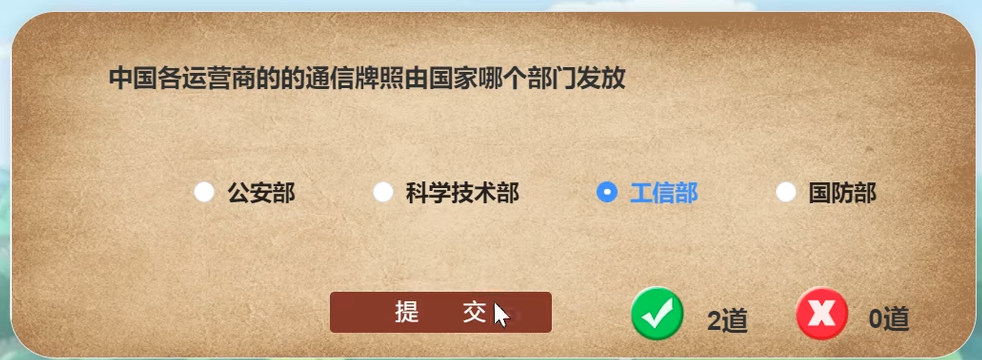 中国各运营商的的通信牌照由国家哪个部门发放
公安部 科学技术部 工信部 国防部
提 交 2道 0道